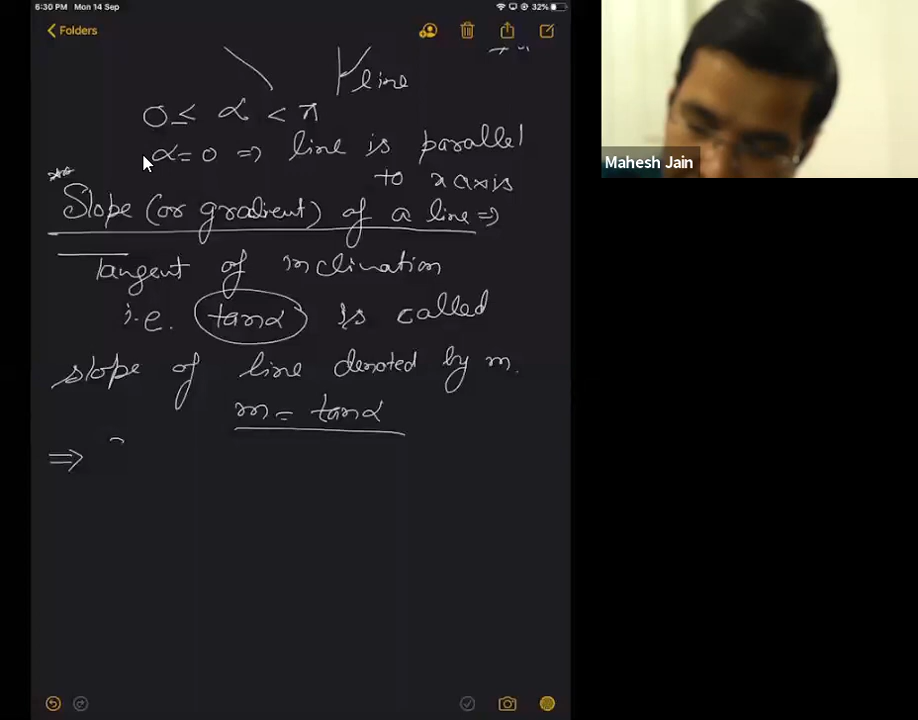 6:30 PM Mon 14 Sep
32%
Folders
line
0 ≤ α < π
α = 0 ⇒ line is parallel
to x axis
Slope (or gradient) of a line ⇒
Tangent of inclination
i.e. tanα is called
slope of line denoted by m.
m = tanα
⇒
Mahesh Jain